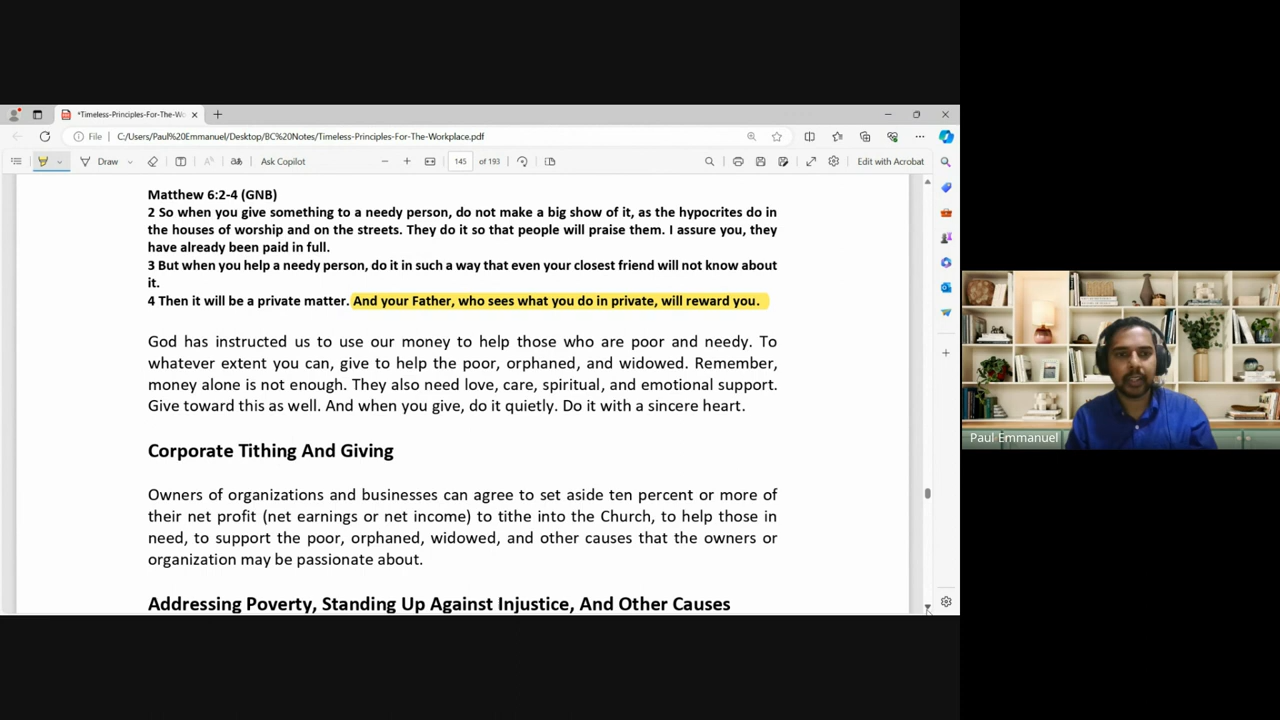 *Timeless-Principles-For-The-Wo
File
C:/Users/Paul%20Emmanuel/Desktop/BC%20Notes/Timeless-Principles-For-The-Workplace.pdf
Draw
Ask Copilot
145 of 193
Edit with Acrobat
Matthew 6:2-4 (GNB)
2 So when you give something to a needy person, do not make a big show of it, as the hypocrites do in
the houses of worship and on the streets. They do it so that people will praise them. I assure you, they
have already been paid in full.
3 But when you help a needy person, do it in such a way that even your closest friend will not know about
it.
4 Then it will be a private matter. And your Father, who sees what you do in private, will reward you.
God has instructed us to use our money to help those who are poor and needy. To
whatever extent you can, give to help the poor, orphaned, and widowed. Remember,
money alone is not enough. They also need love, care, spiritual, and emotional support.
Give toward this as well. And when you give, do it quietly. Do it with a sincere heart.
Corporate Tithing And Giving
Owners of organizations and businesses can agree to set aside ten percent or more of
their net profit (net earnings or net income) to tithe into the Church, to help those in
need, to support the poor, orphaned, widowed, and other causes that the owners or
organization may be passionate about.
Addressing Poverty, Standing Up Against Injustice, And Other Causes
Paul Emmanuel